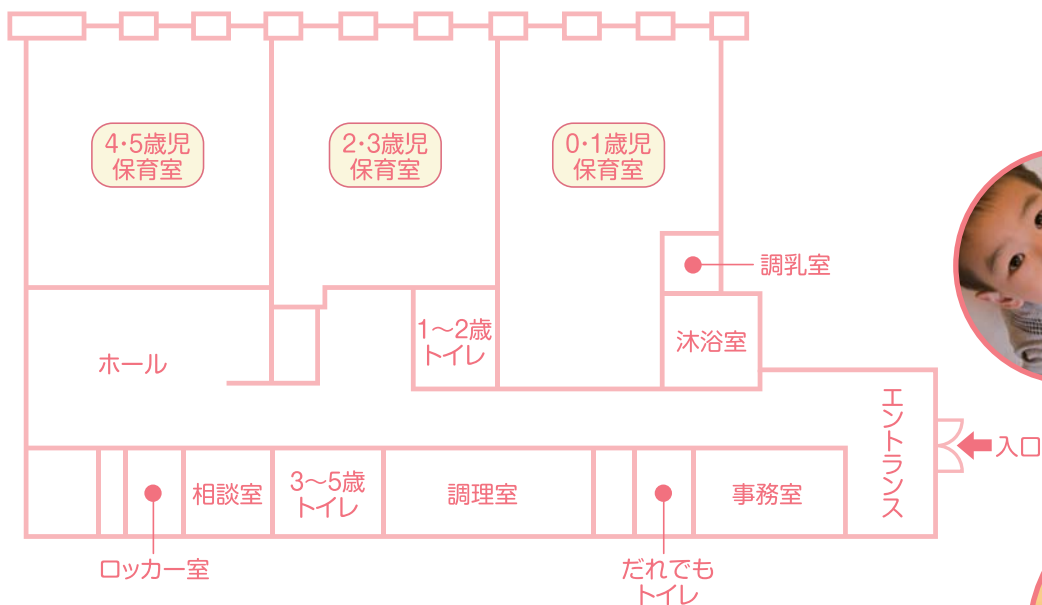 4・5歳児
保育室
2・3歳児
保育室
0・1歳児
保育室
調乳室
1～2歳
トイレ
沐浴室
ホール
エントランス
入口
相談室
3～5歳
トイレ
調理室
事務室
ロッカー室
だれでも
トイレ